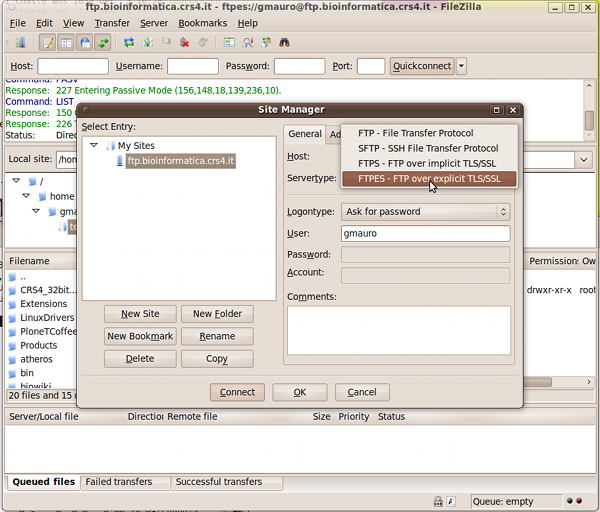 ftp.bioinformatica.crs4.it - ftpes://gmauro@ftp.bioinformatica.crs4.it - FileZilla
File Edit View Transfer Server Bookmarks Help
Host: Username: Password: Port: Quickconnect
Response: 227 Entering Passive Mode (156,148,18,139,236,10).
Command: LIST
Response: 150
Response: 226
Status: Direc
Local site: /hom
/
home
gma
Site Manager
Select Entry:
My Sites
ftp.bioinformatica.crs4.it
New Site New Folder
New Bookmark Rename
Delete Copy
General Ad
Host:
Servertype:
FTP - File Transfer Protocol
SFTP - SSH File Transfer Protocol
FTPS - FTP over implicit TLS/SSL
FTPES - FTP over explicit TLS/SSL
Logontype: Ask for password
User: gmauro
Password:
Account:
Comments:
Connect OK Cancel
Filename Permission Ow
..
CRS4_32bit... drwxr-xr-x root
Extensions
LinuxDrivers
PloneTCoffee
Products
atheros
bin
biowiki
20 files and 15 d
Server/Local file Directio Remote file Size Priority Status
Queued files Failed transfers Successful transfers
Queue: empty